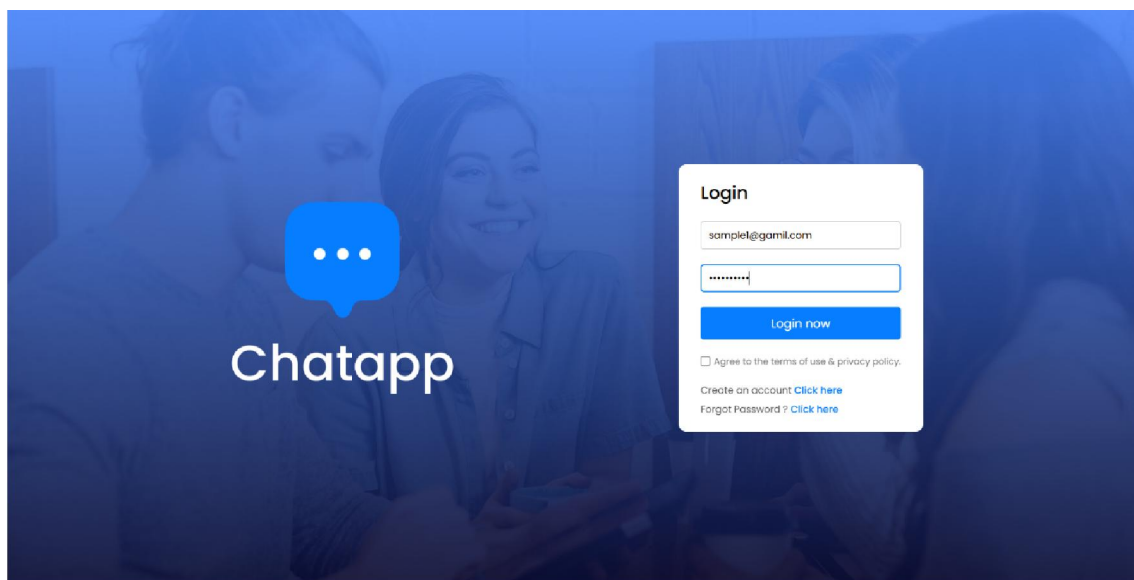 Chatapp
Login
sample1@gamil.com
••••••••••
Login now
Agree to the terms of use & privacy policy.
Create an account Click here
Forgot Password ? Click here